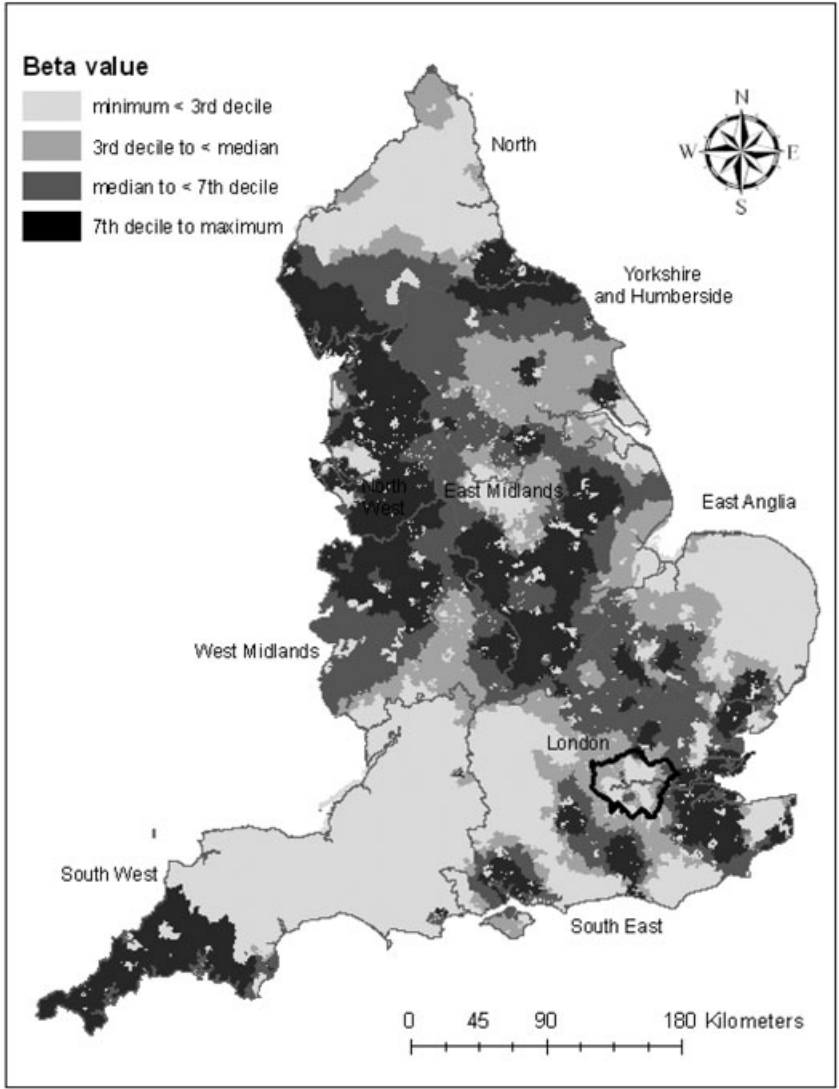 Beta value
minimum < 3rd decile
3rd decile to < median
median to < 7th decile
7th decile to maximum
N
W E
S
North
Yorkshire
and Humberside
North
West
East Midlands
East Anglia
West Midlands
London
South West
South East
0 45 90 180 Kilometers